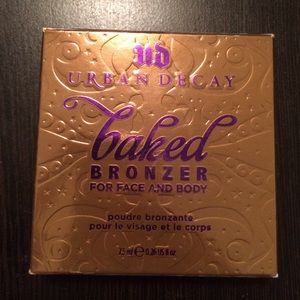 UD
URBAN DECAY
baked
BRONZER
FOR FACE AND BODY
poudre bronzante
pour le visage et le corps